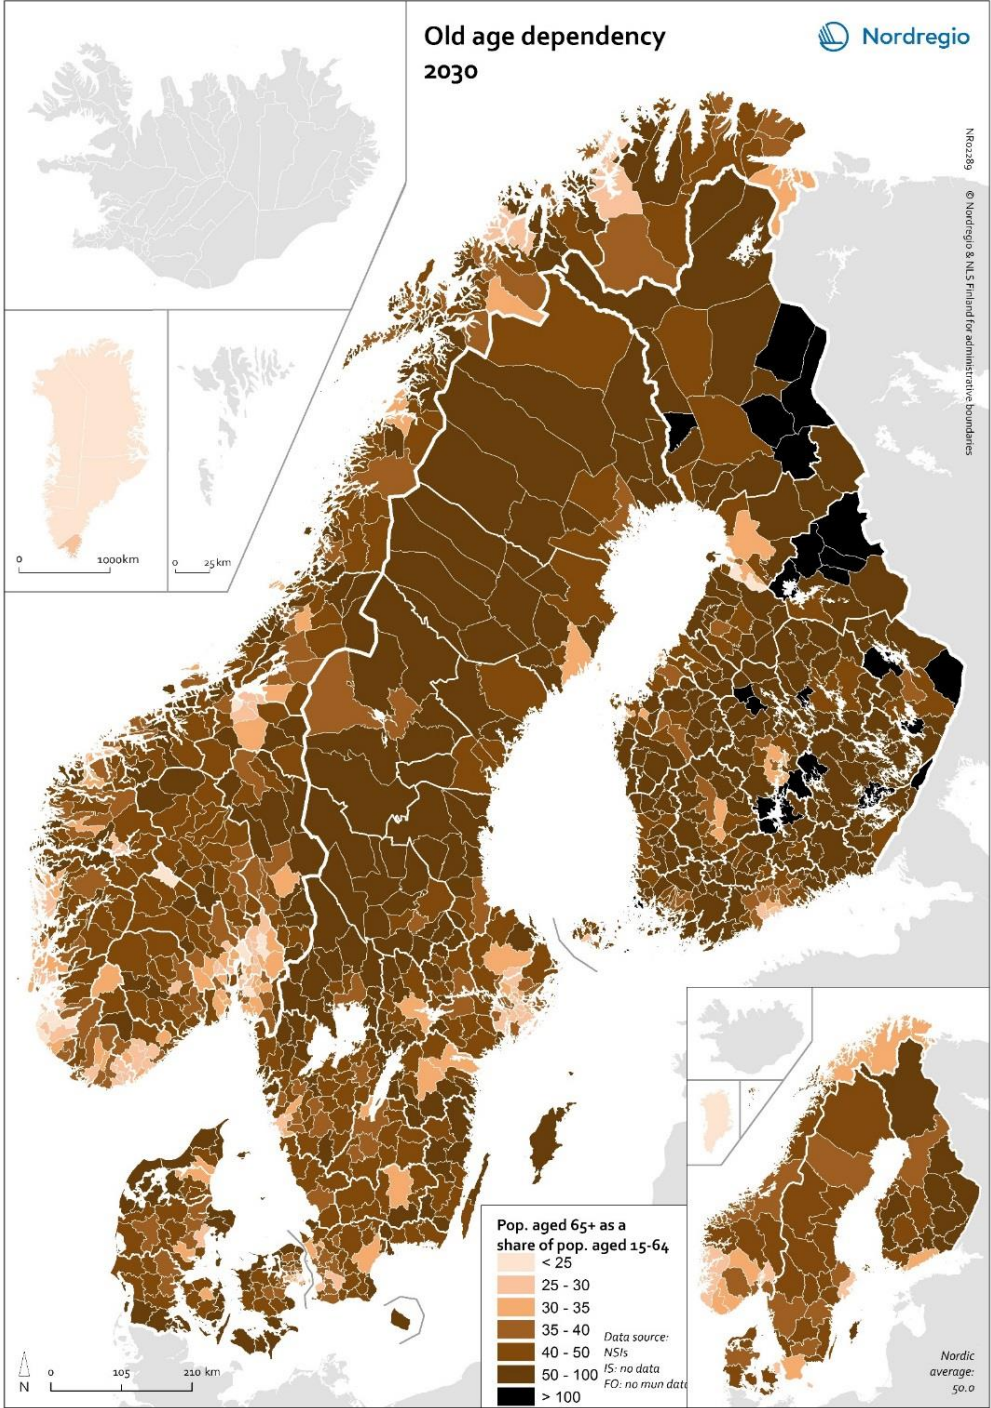 Old age dependency
2030
Nordregio
NR02289 © Nordregio & NLS Finland for administrative boundaries
0 1000km
0 25 km
Pop. aged 65+ as a
share of pop. aged 15-64
< 25
25 - 30
30 - 35
35 - 40
40 - 50
50 - 100
> 100
Data source:
NSIs
IS: no data
FO: no mun data
Nordic
average:
50.0
N
0 105 210 km